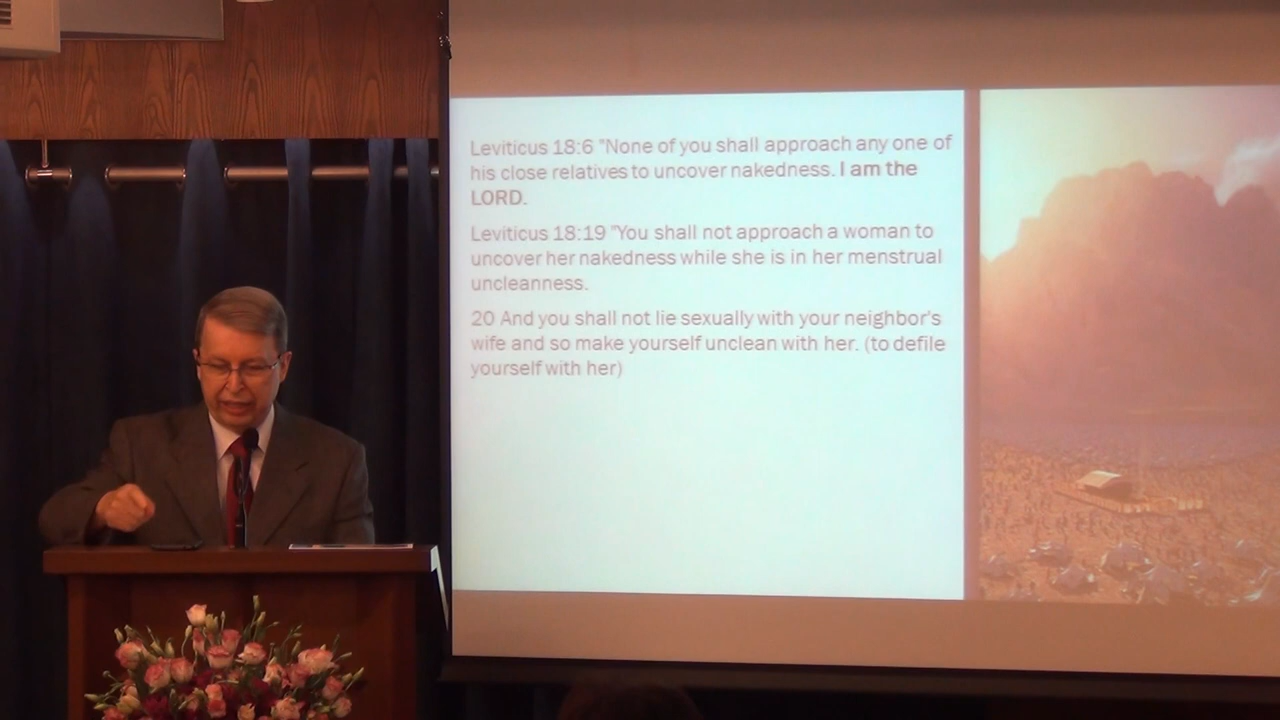 Leviticus 18:6 "None of you shall approach any one of
his close relatives to uncover nakedness. I am the
LORD.
Leviticus 18:19 "You shall not approach a woman to
uncover her nakedness while she is in her menstrual
uncleanness.
20 And you shall not lie sexually with your neighbor's
wife and so make yourself unclean with her. (to defile
yourself with her)